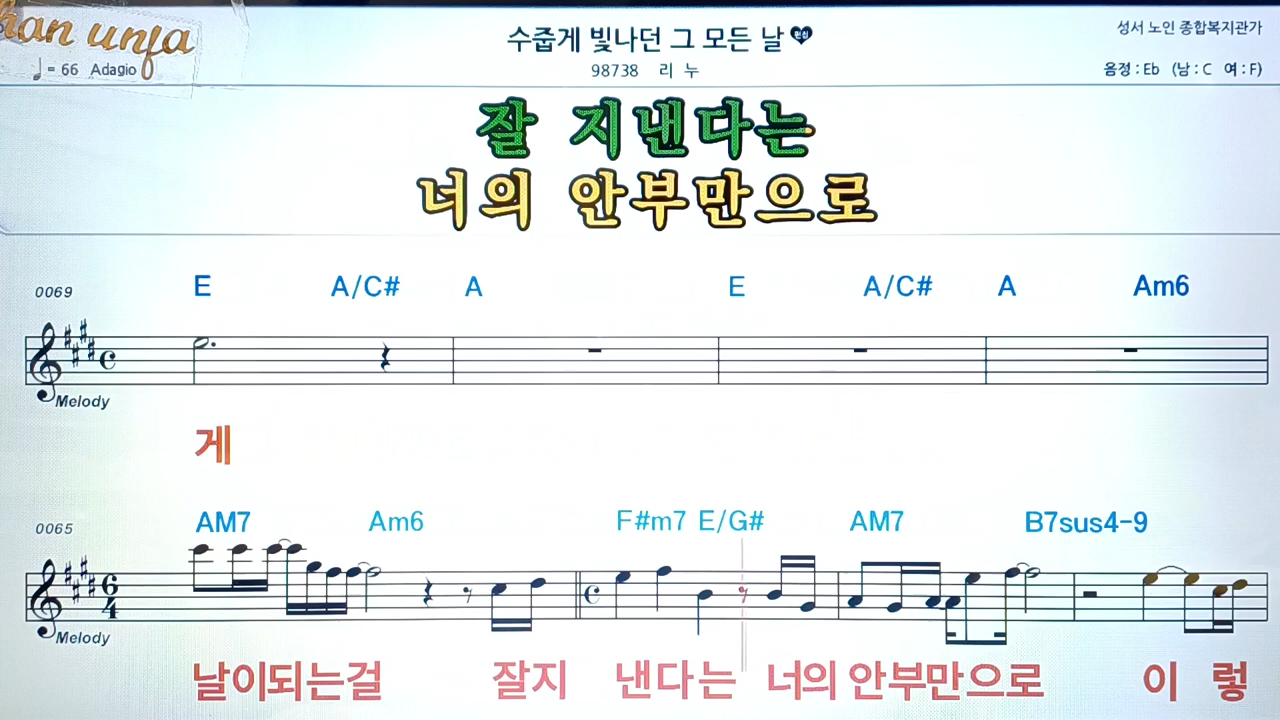 han unfa
수줍게 빛나던 그 모든 날
성서 노인 종합복지관가
♩= 66 Adagio
98738 리 누
음정 : Eb (남 : C 여 : F)
잘 지낸다는
너의 안부만으로
0069 E A/C# A E A/C# A Am6
Melody
게
0065 AM7 Am6 F#m7 E/G# AM7 B7sus4-9
6/4
Melody
날이되는걸 잘지 낸다는 너의 안부만으로 이 렇